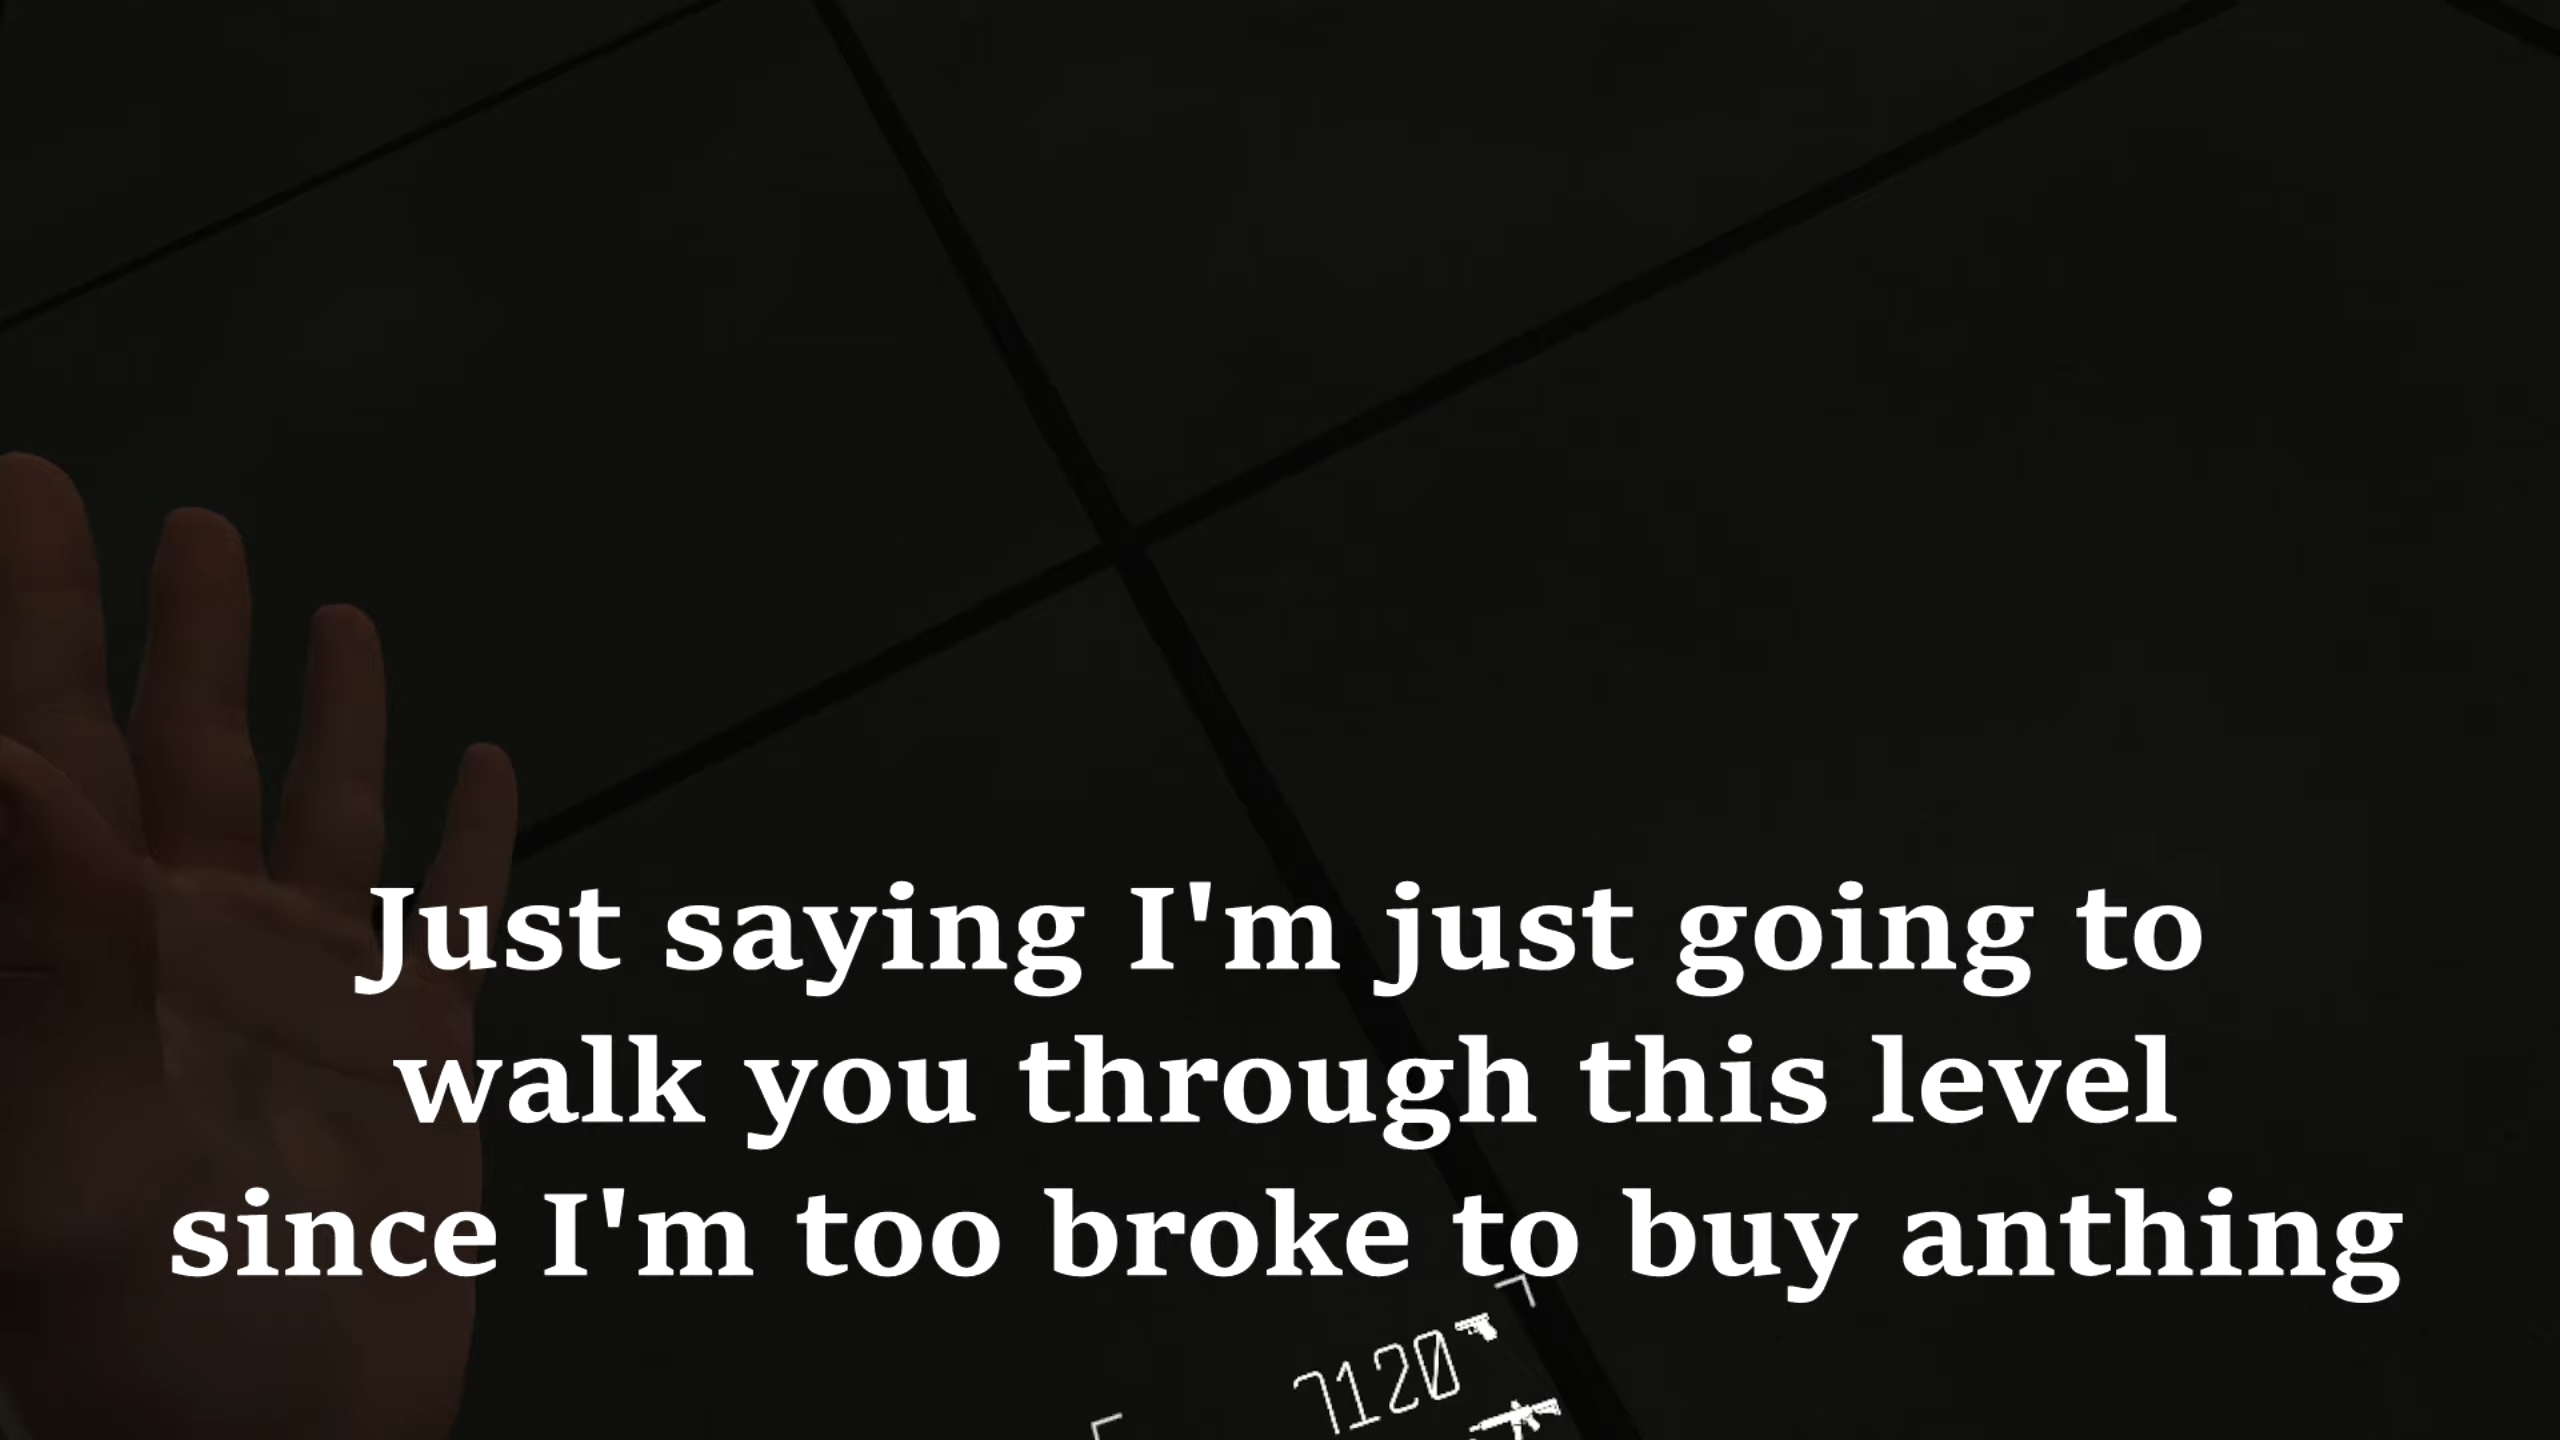 Just saying I'm just going to
walk you through this level
since I'm too broke to buy anthing
7120